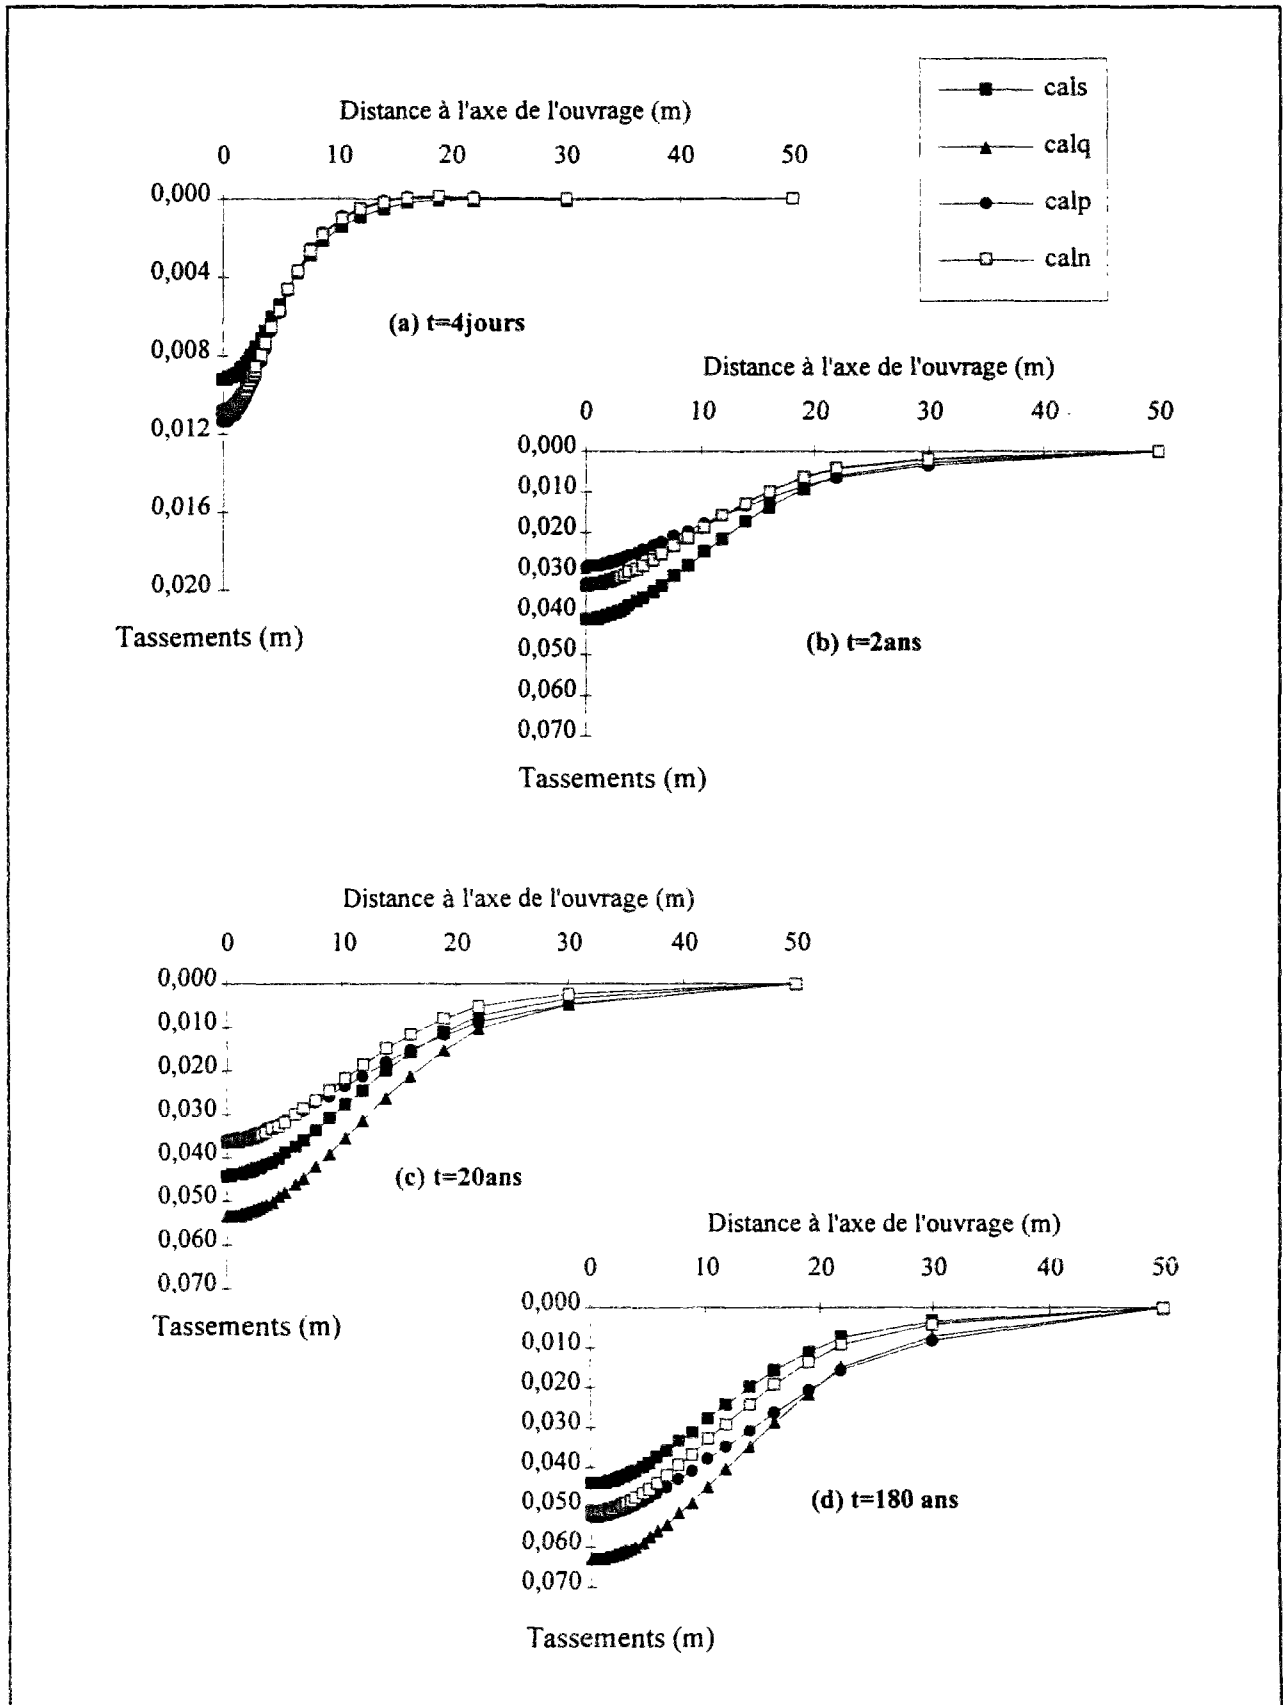 cals
calq
calp
caln
Distance à l'axe de l'ouvrage (m)
0 10 20 30 40 50
0,000
0,004
0,008
0,012
0,016
0,020
(a) t=4jours
Tassements (m)
Distance à l'axe de l'ouvrage (m)
0 10 20 30 40 50
0,000
0,010
0,020
0,030
0,040
0,050
0,060
0,070
(b) t=2ans
Tassements (m)
Distance à l'axe de l'ouvrage (m)
0 10 20 30 40 50
0,000
0,010
0,020
0,030
0,040
0,050
0,060
0,070
(c) t=20ans
Tassements (m)
Distance à l'axe de l'ouvrage (m)
0 10 20 30 40 50
0,000
0,010
0,020
0,030
0,040
0,050
0,060
0,070
(d) t=180 ans
Tassements (m)